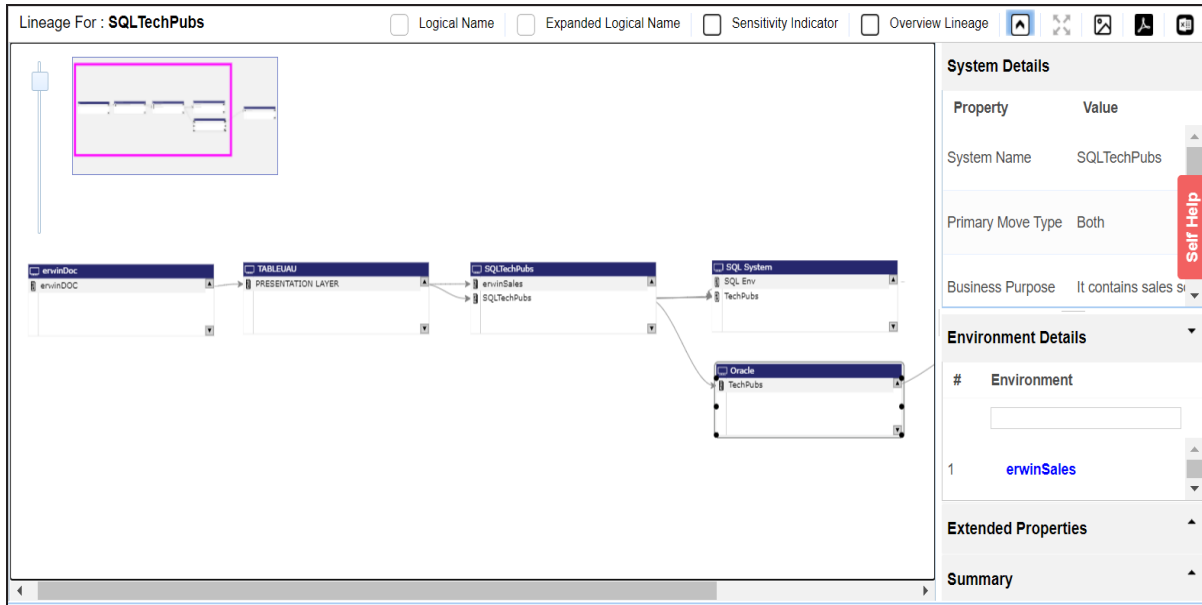 Lineage For : SQLTechPubs
Logical Name
Expanded Logical Name
Sensitivity Indicator
Overview Lineage
System Details
Property Value
System Name SQLTechPubs
Primary Move Type Both
Business Purpose It contains sales
Self Help
erwinDoc
erwinDOC
TABLEUAU
PRESENTATION LAYER
SQLTechPubs
erwinSales
SQLTechPubs
SQL System
SQL Env
TechPubs
Oracle
TechPubs
Environment Details
# Environment
1 erwinSales
Extended Properties
Summary